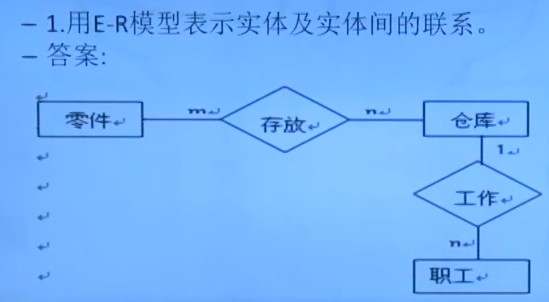 – 1.用E-R模型表示实体及实体间的联系。
– 答案:
零件 m 存放 n 仓库
1
工作
n
职工